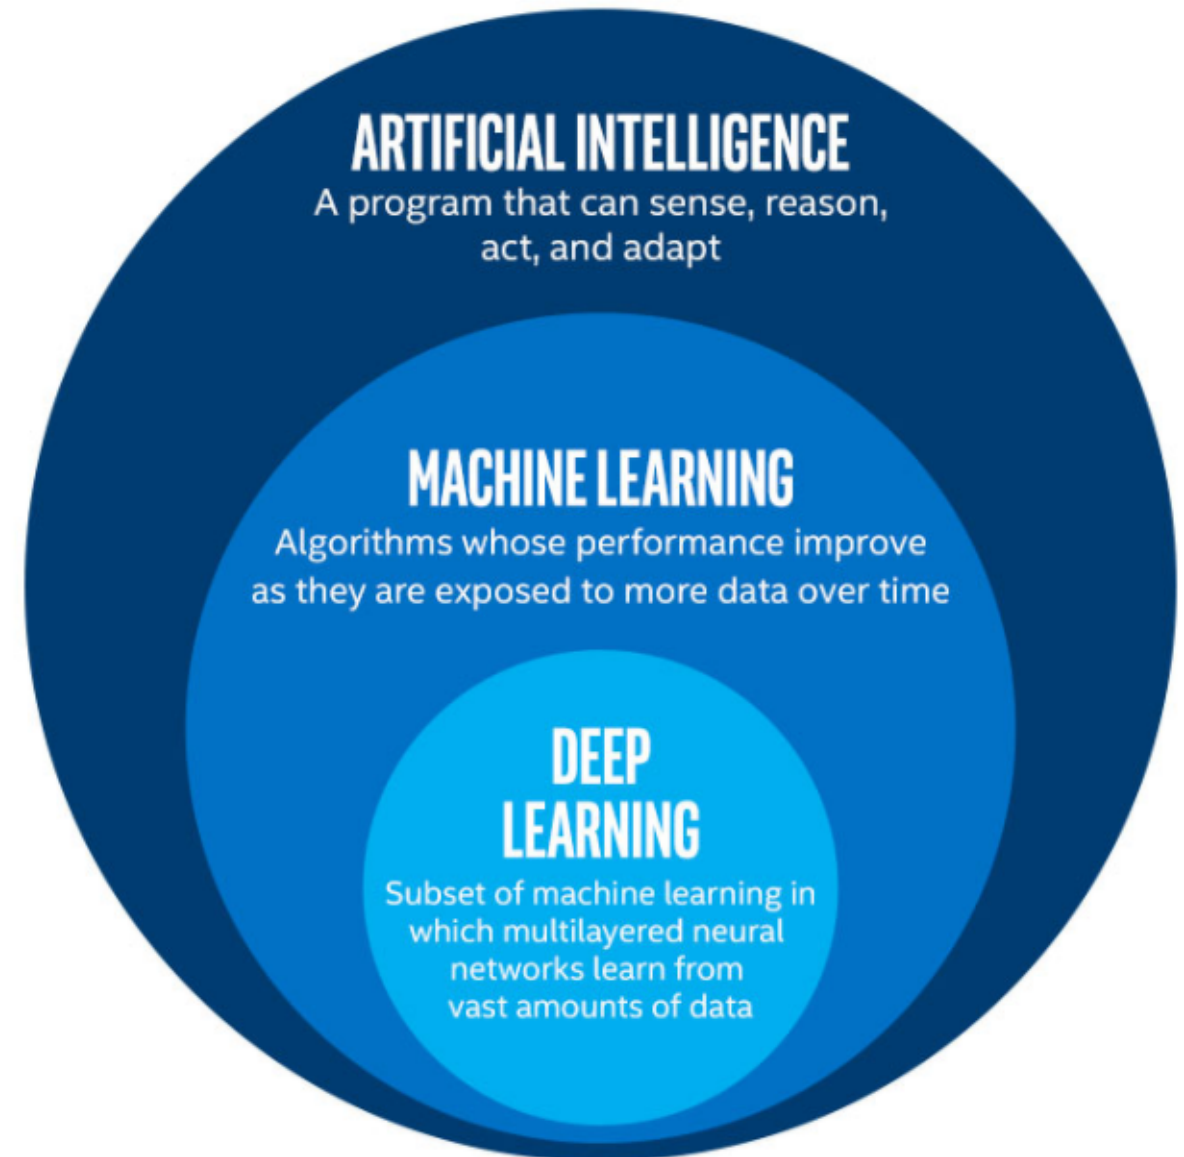 ARTIFICIAL INTELLIGENCE
A program that can sense, reason,
act, and adapt
MACHINE LEARNING
Algorithms whose performance improve
as they are exposed to more data over time
DEEP
LEARNING
Subset of machine learning in
which multilayered neural
networks learn from
vast amounts of data